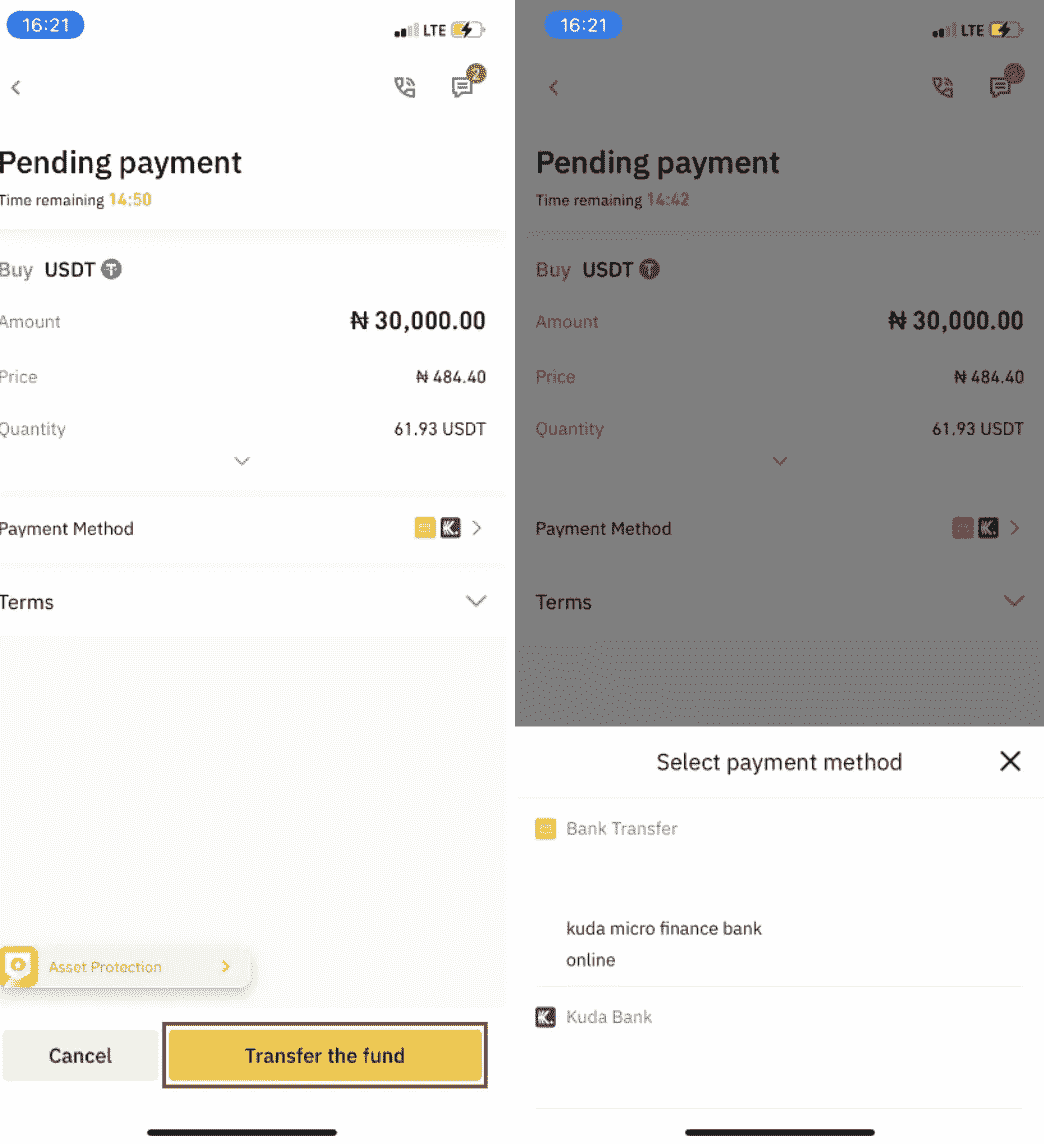 16:21
LTE
2
Pending payment
Time remaining 14:50
Buy USDT
Amount ₦ 30,000.00
Price ₦ 484.40
Quantity 61.93 USDT
Payment Method K.
Terms
Asset Protection
Cancel
Transfer the fund
16:21
LTE
Pending payment
Time remaining 14:42
Buy USDT
Amount ₦ 30,000.00
Price ₦ 484.40
Quantity 61.93 USDT
Payment Method K.
Terms
Select payment method
Bank Transfer
kuda micro finance bank
online
K. Kuda Bank